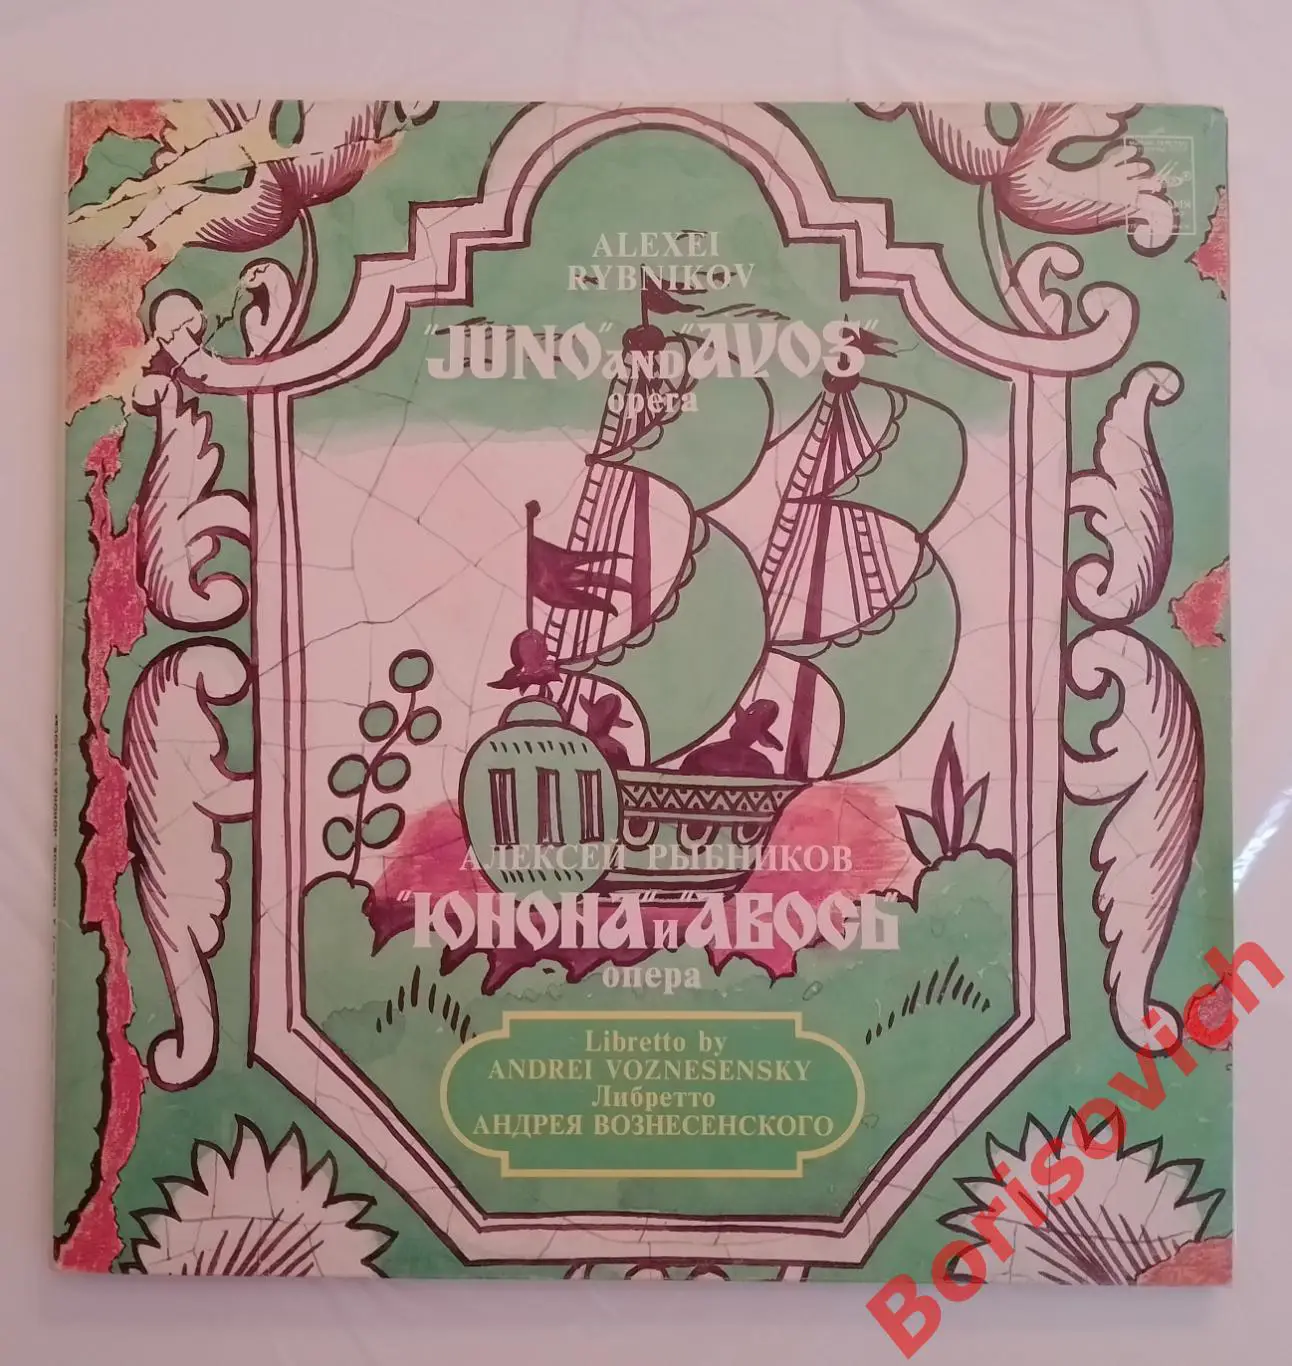 ALEXEI
RYBNIKOV
"JUNO" AND "AVOS"
opera
АЛЕКСЕЙ РЫБНИКОВ
"ЮНОНА" и "АВОСЬ"
опера
Libretto by
ANDREI VOZNESENSKY
Либретто
АНДРЕЯ ВОЗНЕСЕНСКОГО
Borisovich